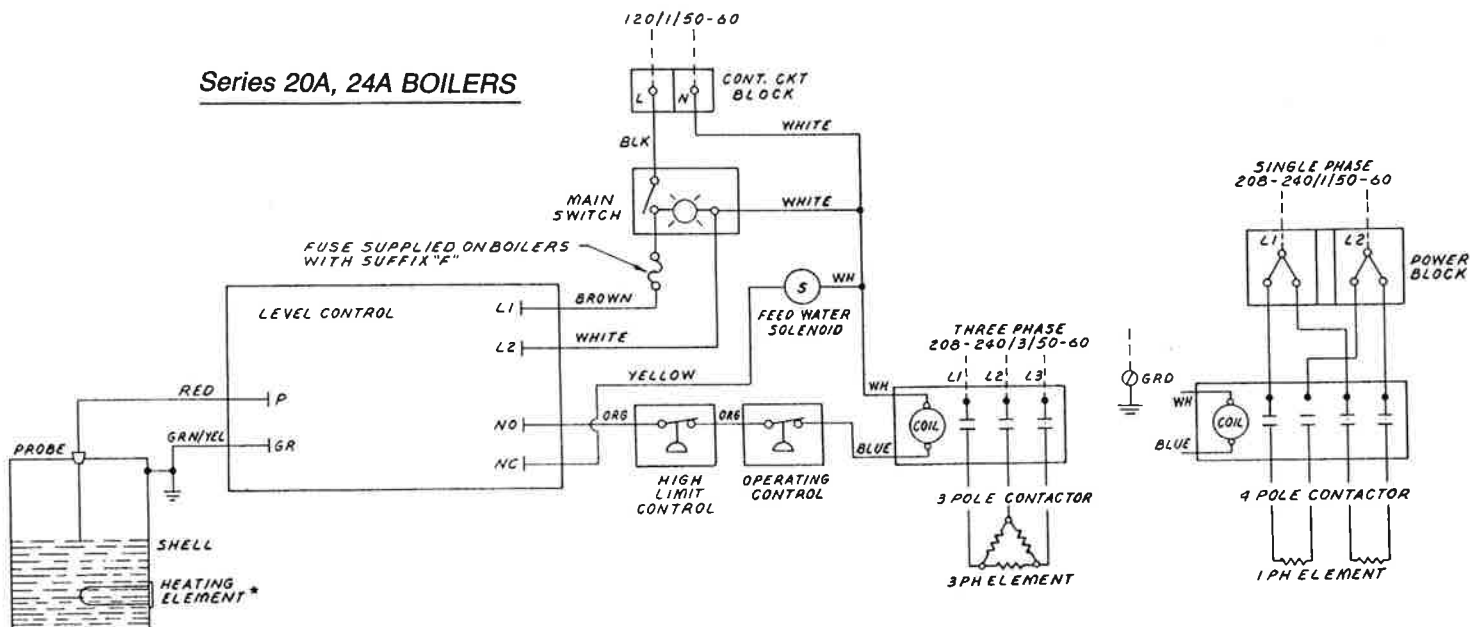 120/1/50-60
Series 20A, 24A BOILERS
L
N
CONT. CKT
BLOCK
WHITE
BLK
SINGLE PHASE
208-240/1/50-60
MAIN
SWITCH
WHITE
FUSE SUPPLIED ON BOILERS
WITH SUFFIX "F"
L1
L2
POWER
BLOCK
LEVEL CONTROL
L1
BROWN
S
WH
FEED WATER
SOLENOID
L2
WHITE
THREE PHASE
208-240/3/50-60
YELLOW
L1
L2
L3
GRD
RED
P
WH
WH
NO
ORG
ORG
COIL
COIL
GRN/YEL
GR
BLUE
BLUE
PROBE
NC
HIGH
LIMIT
CONTROL
OPERATING
CONTROL
3 POLE CONTACTOR
4 POLE CONTACTOR
SHELL
HEATING
ELEMENT *
3 PH ELEMENT
1 PH ELEMENT